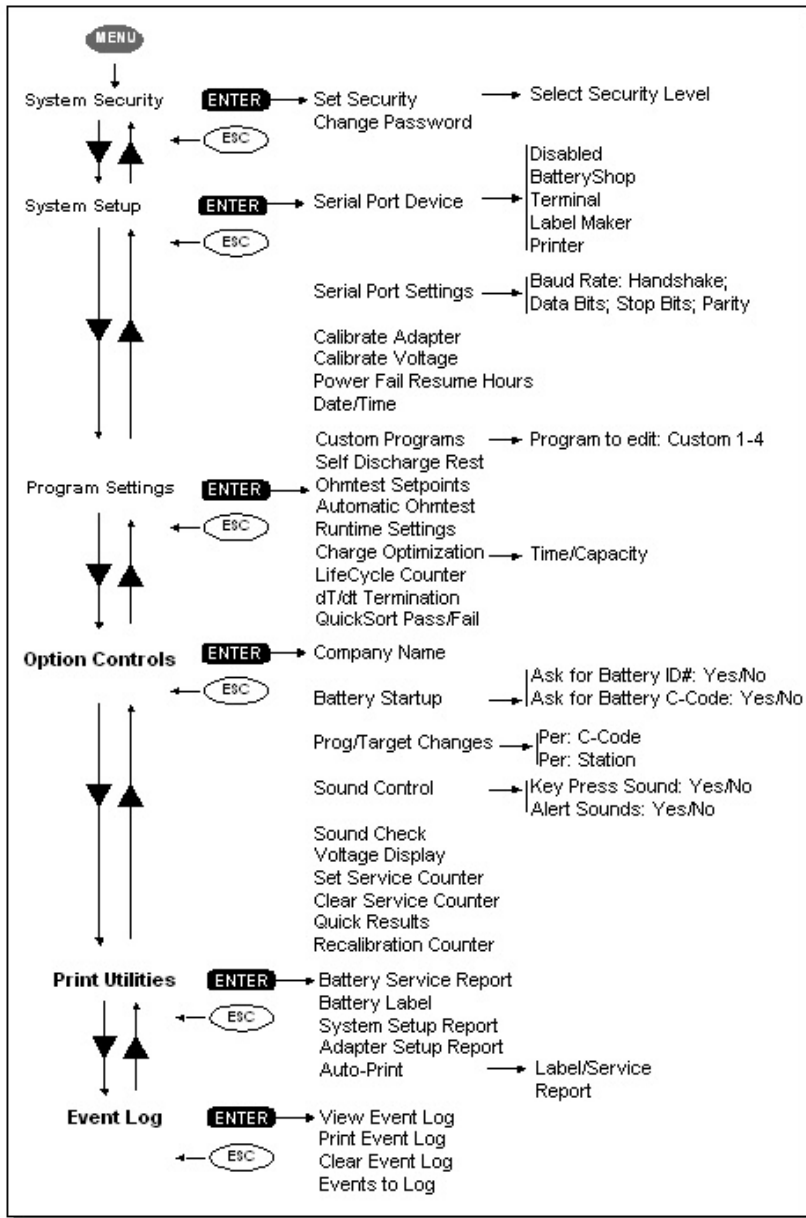 MENU
System Security ENTER Set Security Select Security Level
Change Password
ESC
System Setup ENTER Serial Port Device Disabled
BatteryShop
Terminal
Label Maker
Printer
ESC
Serial Port Settings Baud Rate: Handshake;
Data Bits; Stop Bits; Parity
Calibrate Adapter
Calibrate Voltage
Power Fail Resume Hours
Date/Time
Custom Programs Program to edit: Custom 1-4
Self Discharge Rest
Program Settings ENTER Ohmtest Setpoints
Automatic Ohmtest
ESC Runtime Settings
Charge Optimization Time/Capacity
LifeCycle Counter
dT/dt Termination
QuickSort Pass/Fail
Option Controls ENTER Company Name
ESC
Battery Startup Ask for Battery ID#: Yes/No
Ask for Battery C-Code: Yes/No
Prog/Target Changes Per: C-Code
Per: Station
Sound Control Key Press Sound: Yes/No
Alert Sounds: Yes/No
Sound Check
Voltage Display
Set Service Counter
Clear Service Counter
Quick Results
Recalibration Counter
Print Utilities ENTER Battery Service Report
Battery Label
ESC System Setup Report
Adapter Setup Report
Auto-Print Label/Service
Report
Event Log ENTER View Event Log
Print Event Log
ESC Clear Event Log
Events to Log